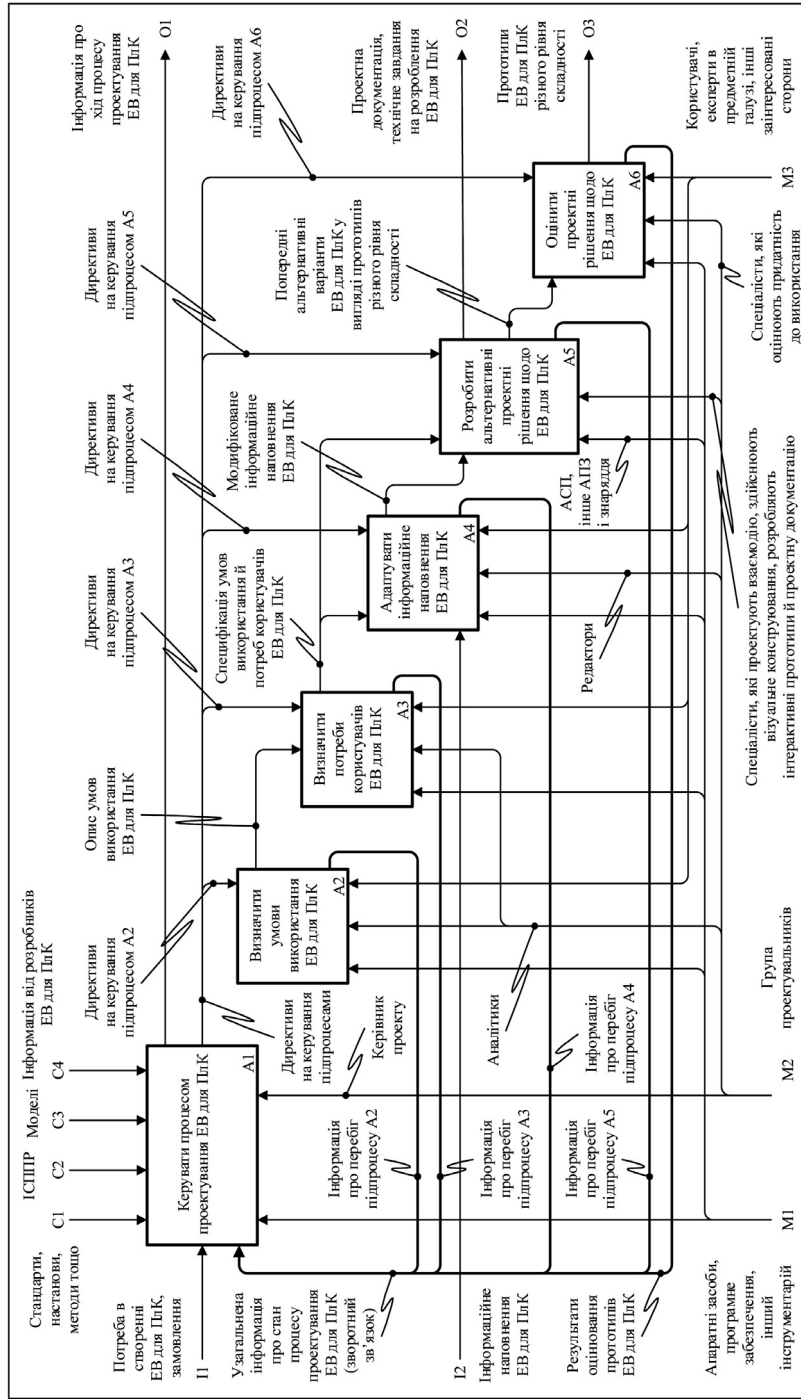 Стандарти,
настанови,
методи тощо
ІСППР
Моделі
Інформація від розробників
ЕВ для ПлК
C1
C2
C3
C4
Інформація про
хід процесу
проектування
ЕВ для ПлК
O1
Потреба в
створенні
ЕВ для ПлК,
замовлення
I1
Керувати процесом
проектування ЕВ для ПлК
A1
Директиви
на керування
підпроцесом А2
Опис умов
використання
ЕВ для ПлК
Директиви
на керування
підпроцесом А3
Директиви
на керування
підпроцесом А4
Директиви
на керування
підпроцесом А5
Директиви
на керування
підпроцесом А6
Узагальнена
інформація
про стан
процесу
проектування
ЕВ для ПлК
(зворотний
зв’язок)
Директиви
на керування
підпроцесами
Керівник
проекту
Визначити
умови
використання
ЕВ для ПлК
A2
Визначити
потреби
користувачів
ЕВ для ПлК
A3
Специфікація умов
використання й
потреб користувачів
ЕВ для ПлК
Адаптувати
інформаційне
наповнення
ЕВ для ПлК
A4
Модифіковане
інформаційне
наповнення
ЕВ для ПлК
Розробити
альтернативні
проектні
рішення щодо
ЕВ для ПлК
A5
Попередні
альтернативні
варіанти
ЕВ для ПлК у
вигляді прототипів
різного рівня
складності
Оцінити
проектні
рішення щодо
ЕВ для ПлК
A6
Проектна
документація,
технічне завдання
на розроблення
ЕВ для ПлК
O2
Прототипи
ЕВ для ПлК
різного рівня
складності
O3
Інформація
про перебіг
підпроцесу А2
Інформаційне
наповнення
ЕВ для ПлК
I2
Інформація
про перебіг
підпроцесу А3
Аналітики
Інформація
про перебіг
підпроцесу А4
Інформація
про перебіг
підпроцесу А5
Результати
оцінювання
прототипів
ЕВ для ПлК
Редактори
АСП,
інше АПЗ
і знаряддя
Спеціалісти, які проектують взаємодію, здійснюють
візуальне конструювання, розробляють
інтерактивні прототипи й проектну документацію
Спеціалісти, які
оцінюють придатність
до використання
Користувачі,
експерти в
предметній
галузі, інші
заінтересовані
сторони
Апаратні засоби,
програмне
забезпечення,
інший
інструментарій
M1
Група
проектувальників
M2
M3